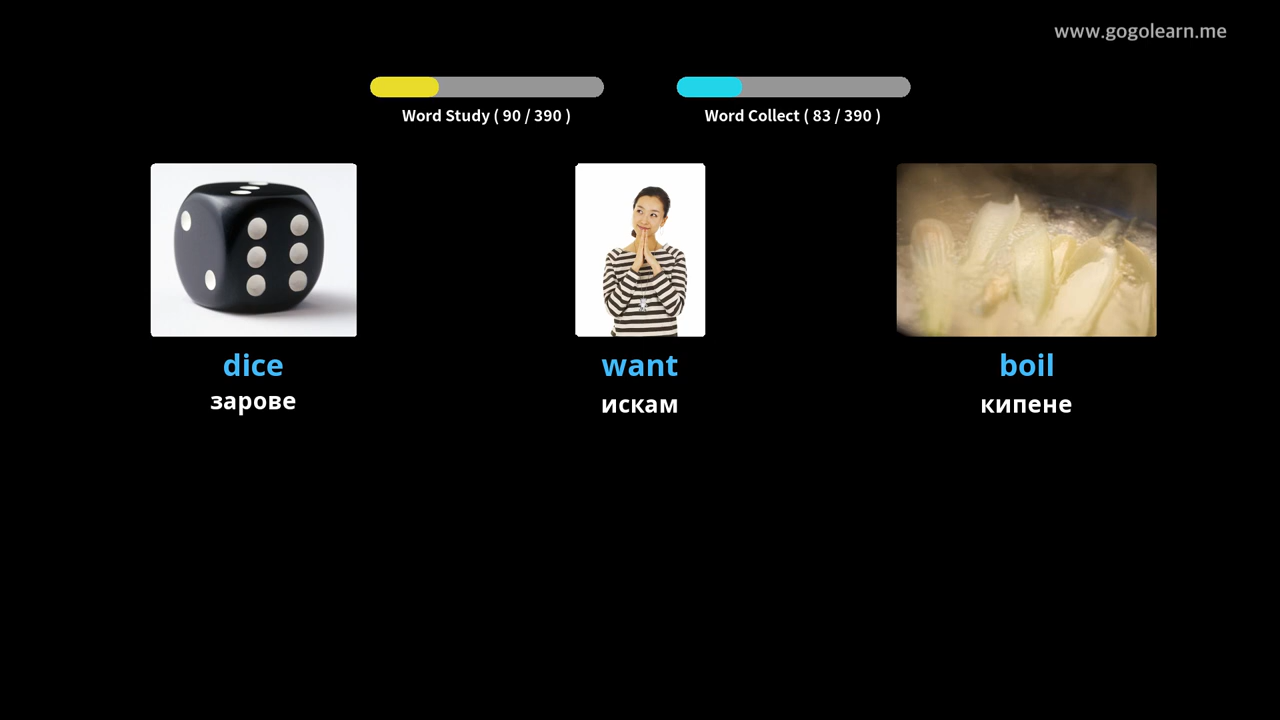 www.gogolearn.me
Word Study ( 90 / 390 )
Word Collect ( 83 / 390 )
dice
зарове
want
искам
boil
кипене